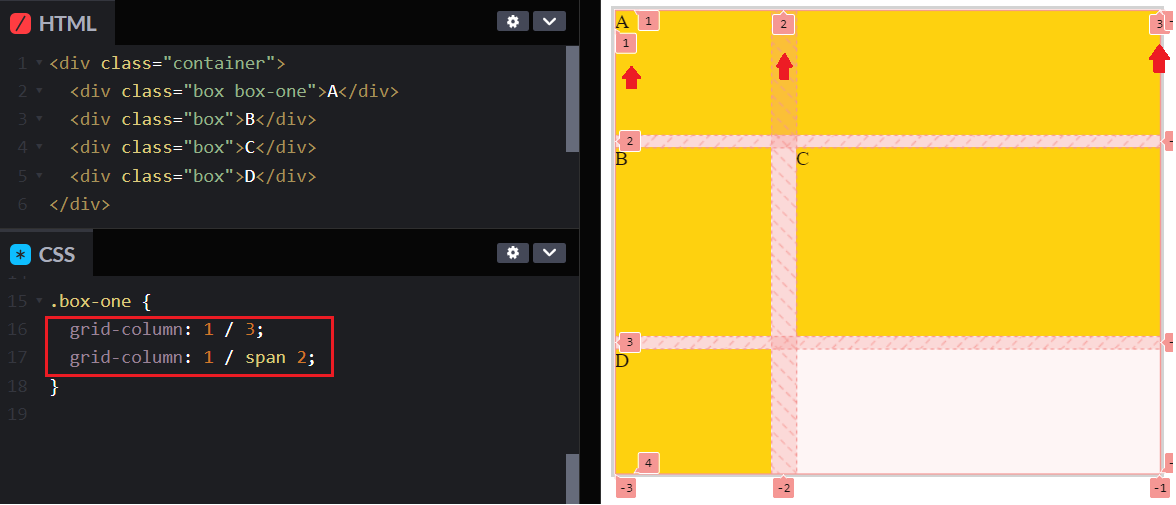 HTML
1 <div class="container">
2 <div class="box box-one">A</div>
3 <div class="box">B</div>
4 <div class="box">C</div>
5 <div class="box">D</div>
6 </div>
* CSS
15 .box-one {
16 grid-column: 1 / 3;
17 grid-column: 1 / span 2;
18 }
19
A 1 2 3
1
2
B C
3
D
4
-3 -2 -1